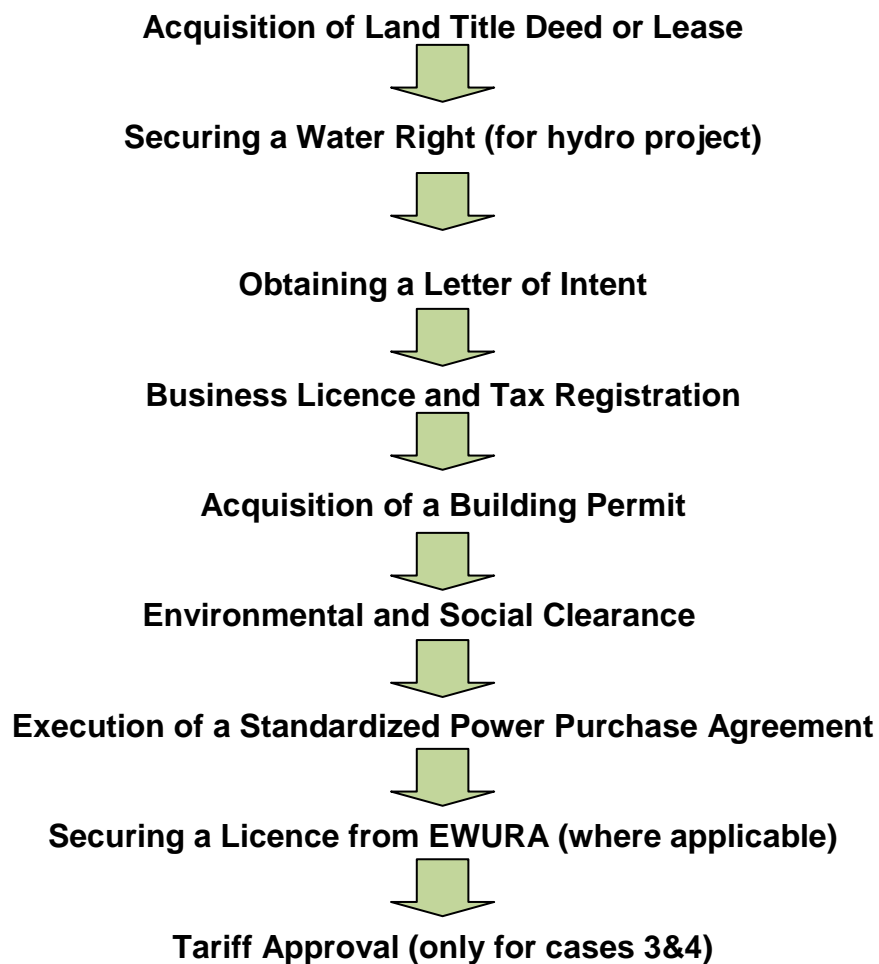 Acquisition of Land Title Deed or Lease
Securing a Water Right (for hydro project)
Obtaining a Letter of Intent
Business Licence and Tax Registration
Acquisition of a Building Permit
Environmental and Social Clearance
Execution of a Standardized Power Purchase Agreement
Securing a Licence from EWURA (where applicable)
Tariff Approval (only for cases 3&4)